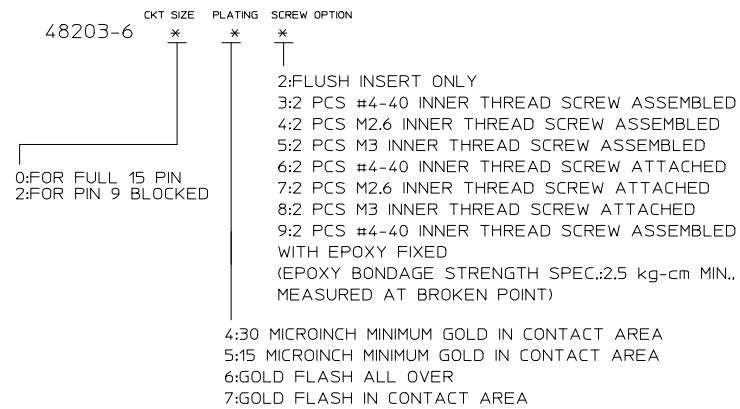 CKT SIZE PLATING SCREW OPTION
48203-6 * * *
2:FLUSH INSERT ONLY
3:2 PCS #4-40 INNER THREAD SCREW ASSEMBLED
4:2 PCS M2.6 INNER THREAD SCREW ASSEMBLED
5:2 PCS M3 INNER THREAD SCREW ASSEMBLED
6:2 PCS #4-40 INNER THREAD SCREW ATTACHED
7:2 PCS M2.6 INNER THREAD SCREW ATTACHED
8:2 PCS M3 INNER THREAD SCREW ATTACHED
9:2 PCS #4-40 INNER THREAD SCREW ASSEMBLED
WITH EPOXY FIXED
(EPOXY BONDAGE STRENGTH SPEC.:2.5 kg-cm MIN.,
MEASURED AT BROKEN POINT)
0:FOR FULL 15 PIN
2:FOR PIN 9 BLOCKED
4:30 MICROINCH MINIMUM GOLD IN CONTACT AREA
5:15 MICROINCH MINIMUM GOLD IN CONTACT AREA
6:GOLD FLASH ALL OVER
7:GOLD FLASH IN CONTACT AREA